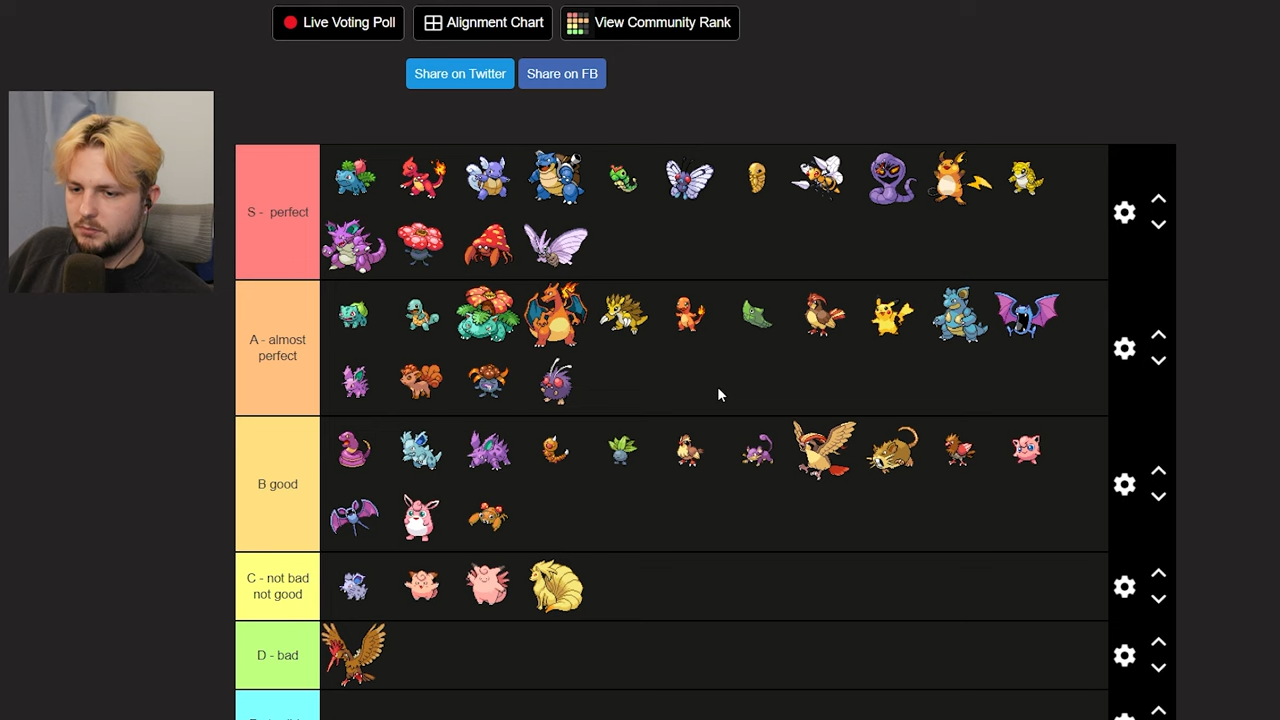 Live Voting Poll
Alignment Chart
View Community Rank
Share on Twitter
Share on FB
S - perfect
A - almost
perfect
B good
C - not bad
not good
D - bad